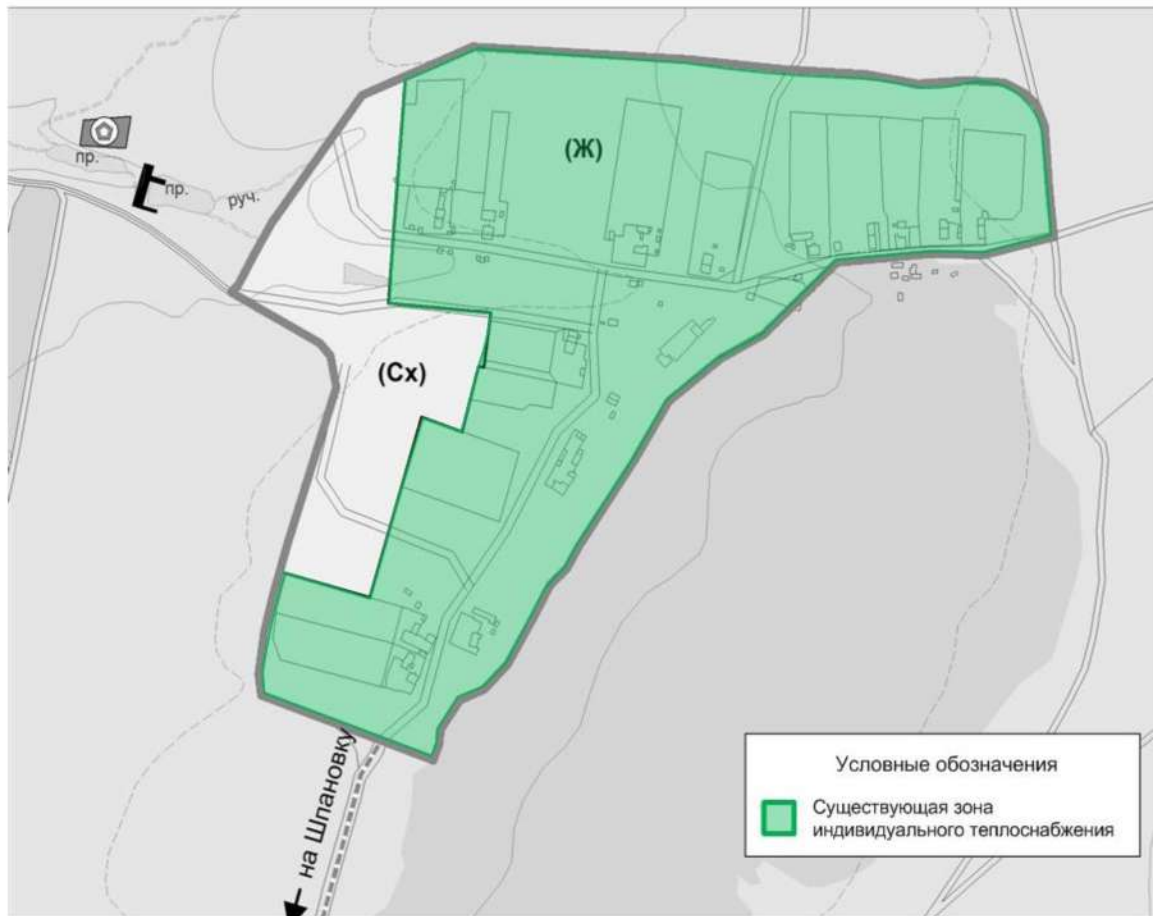 (Ж)
пр.
пр.
руч.
(Сх)
на Шпановку
Условные обозначения
Существующая зона
индивидуального теплоснабжения